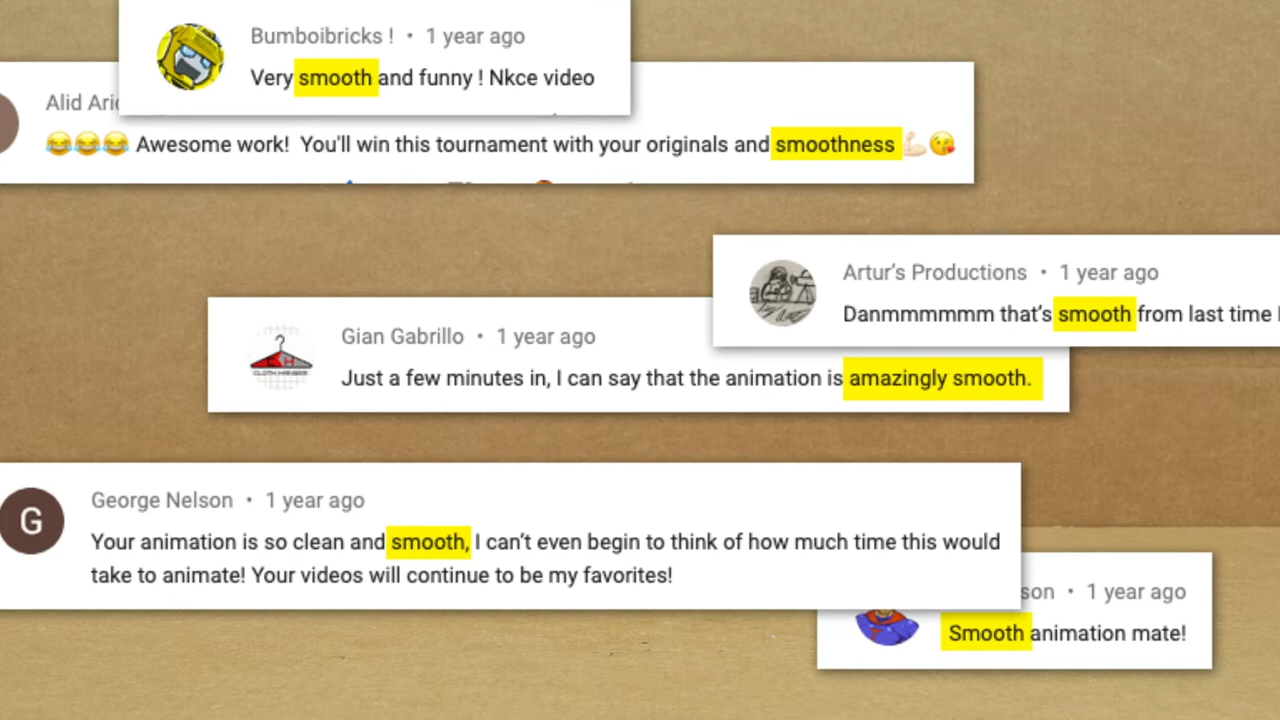 Bumboibricks ! • 1 year ago
Very smooth and funny ! Nkce video
Alid
😂😂😂 Awesome work! You'll win this tournament with your originals and smoothness 💪🏻😘
Artur's Productions • 1 year ago
Danmmmmmm that's smooth from last time
Gian Gabrillo • 1 year ago
Just a few minutes in, I can say that the animation is amazingly smooth.
CLOTH HANGER
G
George Nelson • 1 year ago
Your animation is so clean and smooth, I can't even begin to think of how much time this would
take to animate! Your videos will continue to be my favorites!
son • 1 year ago
Smooth animation mate!